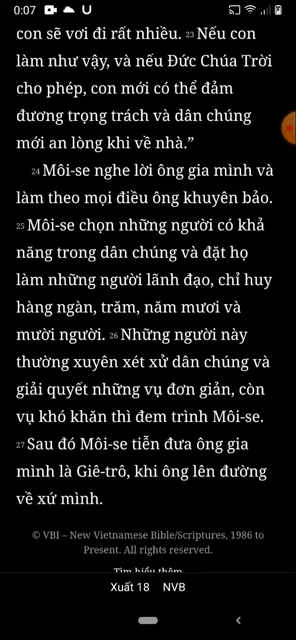 0:07
con sẽ vơi đi rất nhiều. 23 Nếu con
làm như vậy, và nếu Đức Chúa Trời
cho phép, con mới có thể đảm
đương trọng trách và dân chúng
mới an lòng khi về nhà.”
24 Môi-se nghe lời ông gia mình và
làm theo mọi điều ông khuyên bảo.
25 Môi-se chọn những người có khả
năng trong dân chúng và đặt họ
làm những người lãnh đạo, chỉ huy
hàng ngàn, trăm, năm mươi và
mười người. 26 Những người này
thường xuyên xét xử dân chúng và
giải quyết những vụ đơn giản, còn
vụ khó khăn thì đem trình Môi-se.
27 Sau đó Môi-se tiễn đưa ông gia
mình là Giê-trô, khi ông lên đường
về xứ mình.
© VBI – New Vietnamese Bible/Scriptures, 1986 to
Present. All rights reserved.
Tìm hiểu thêm
Xuất 18 NVB